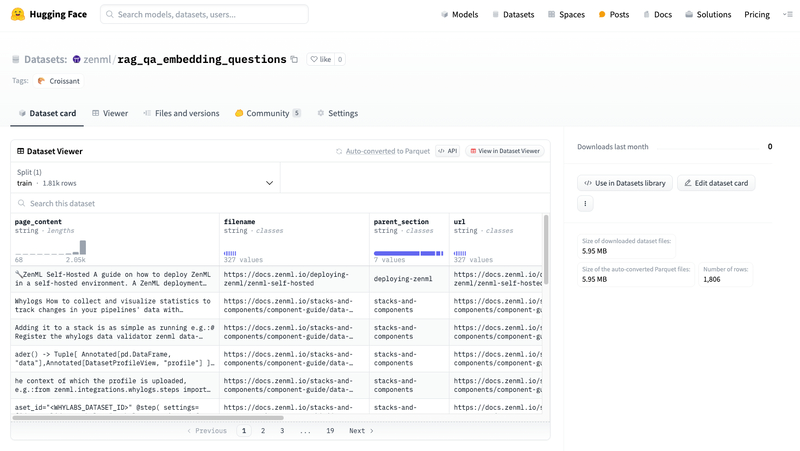 Hugging Face
Search models, datasets, users...
Models
Datasets
Spaces
Posts
Docs
Solutions
Pricing
Datasets: zenml/rag_qa_embedding_questions
like 0
Tags: Croissant
Dataset card
Viewer
Files and versions
Community 5
Settings
Dataset Viewer
Auto-converted to Parquet
API
View in Dataset Viewer
Split (1)
train · 1.81k rows
Search this dataset
page_content
string · lengths
68 2.05k
filename
string · classes
327 values
parent_section
string · classes
7 values
url
string · classes
327 values
🔧ZenML Self-Hosted A guide on how to deploy ZenML
in a self-hosted environment. A ZenML deployment…
https://docs.zenml.io/deploying-
zenml/zenml-self-hosted
deploying-zenml
https://docs.zenml.io/
zenml/zenml-self-hosted
Whylogs How to collect and visualize statistics to
track changes in your pipelines' data with…
https://docs.zenml.io/stacks-and-
components/component-guide/data-…
stacks-and-
components
https://docs.zenml.io/s
components/component-gu
Adding it to a stack is as simple as running e.g.:#
Register the whylogs data validator zenml data-…
https://docs.zenml.io/stacks-and-
components/component-guide/data-…
stacks-and-
components
https://docs.zenml.io/s
components/component-gu
ader() -> Tuple[ Annotated[pd.DataFrame,
"data"],Annotated[DatasetProfileView, "profile"] ]…
https://docs.zenml.io/stacks-and-
components/component-guide/data-…
stacks-and-
components
https://docs.zenml.io/s
components/component-gu
he context of which the profile is uploaded,
e.g.:from zenml.integrations.whylogs.steps import…
https://docs.zenml.io/stacks-and-
components/component-guide/data-…
stacks-and-
components
https://docs.zenml.io/s
components/component-gu
aset_id="<WHYLABS_DATASET_ID>" @step( settings=
https://docs.zenml.io/stacks-and-
stacks-and-
https://docs.zenml.io/s
Previous 1 2 3 ... 19 Next
Downloads last month 0
Use in Datasets library
Edit dataset card
Size of downloaded dataset files:
5.95 MB
Size of the auto-converted Parquet files:
5.95 MB
Number of rows:
1,806